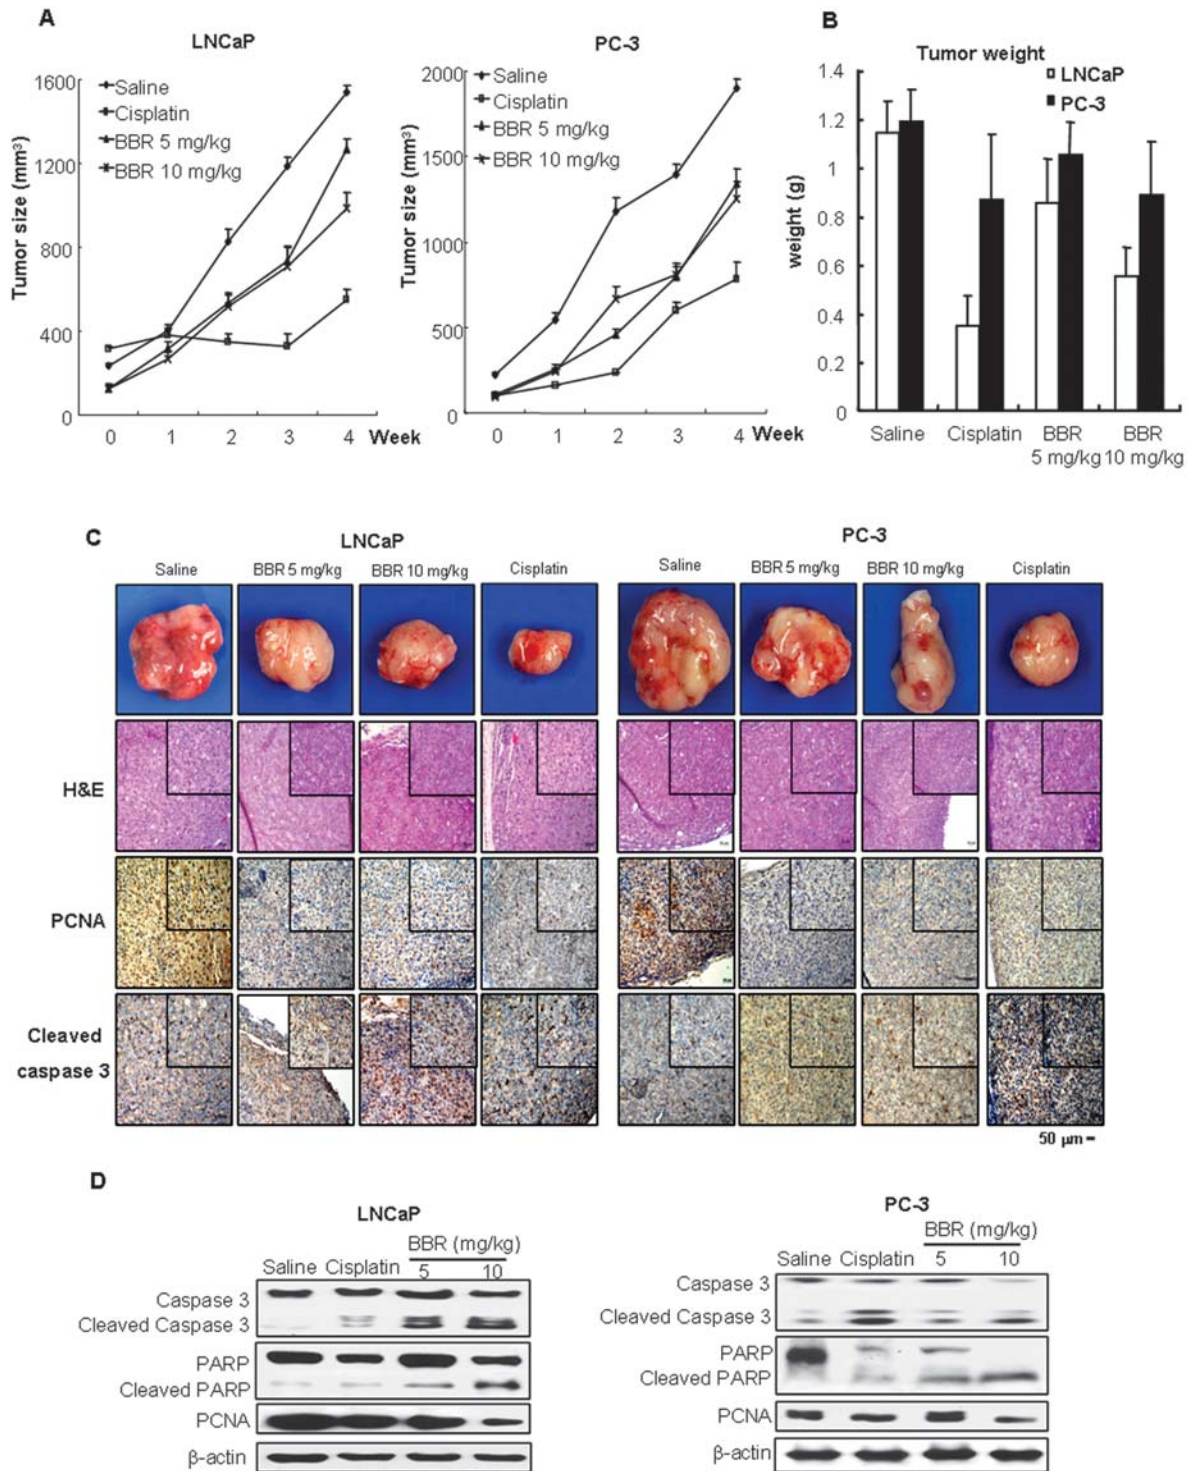 A
LNCaP
1600
1200
800
400
0
Tumor size (mm³)
Saline
Cisplatin
BBR 5 mg/kg
BBR 10 mg/kg
0 1 2 3 4 Week
PC-3
2000
1500
1000
500
0
Tumor size (mm³)
Saline
Cisplatin
BBR 5 mg/kg
BBR 10 mg/kg
0 1 2 3 4 Week
B
Tumor weight
LNCaP
PC-3
1.4
1.2
1
0.8
0.6
0.4
0.2
0
weight (g)
Saline Cisplatin BBR BBR
5 mg/kg 10 mg/kg
C
LNCaP
Saline BBR 5 mg/kg BBR 10 mg/kg Cisplatin
PC-3
Saline BBR 5 mg/kg BBR 10 mg/kg Cisplatin
H&E
PCNA
Cleaved
caspase 3
50 µm
D
LNCaP
BBR (mg/kg)
Saline Cisplatin 5 10
Caspase 3
Cleaved Caspase 3
PARP
Cleaved PARP
PCNA
β-actin
PC-3
BBR (mg/kg)
Saline Cisplatin 5 10
Caspase 3
Cleaved Caspase 3
PARP
Cleaved PARP
PCNA
β-actin